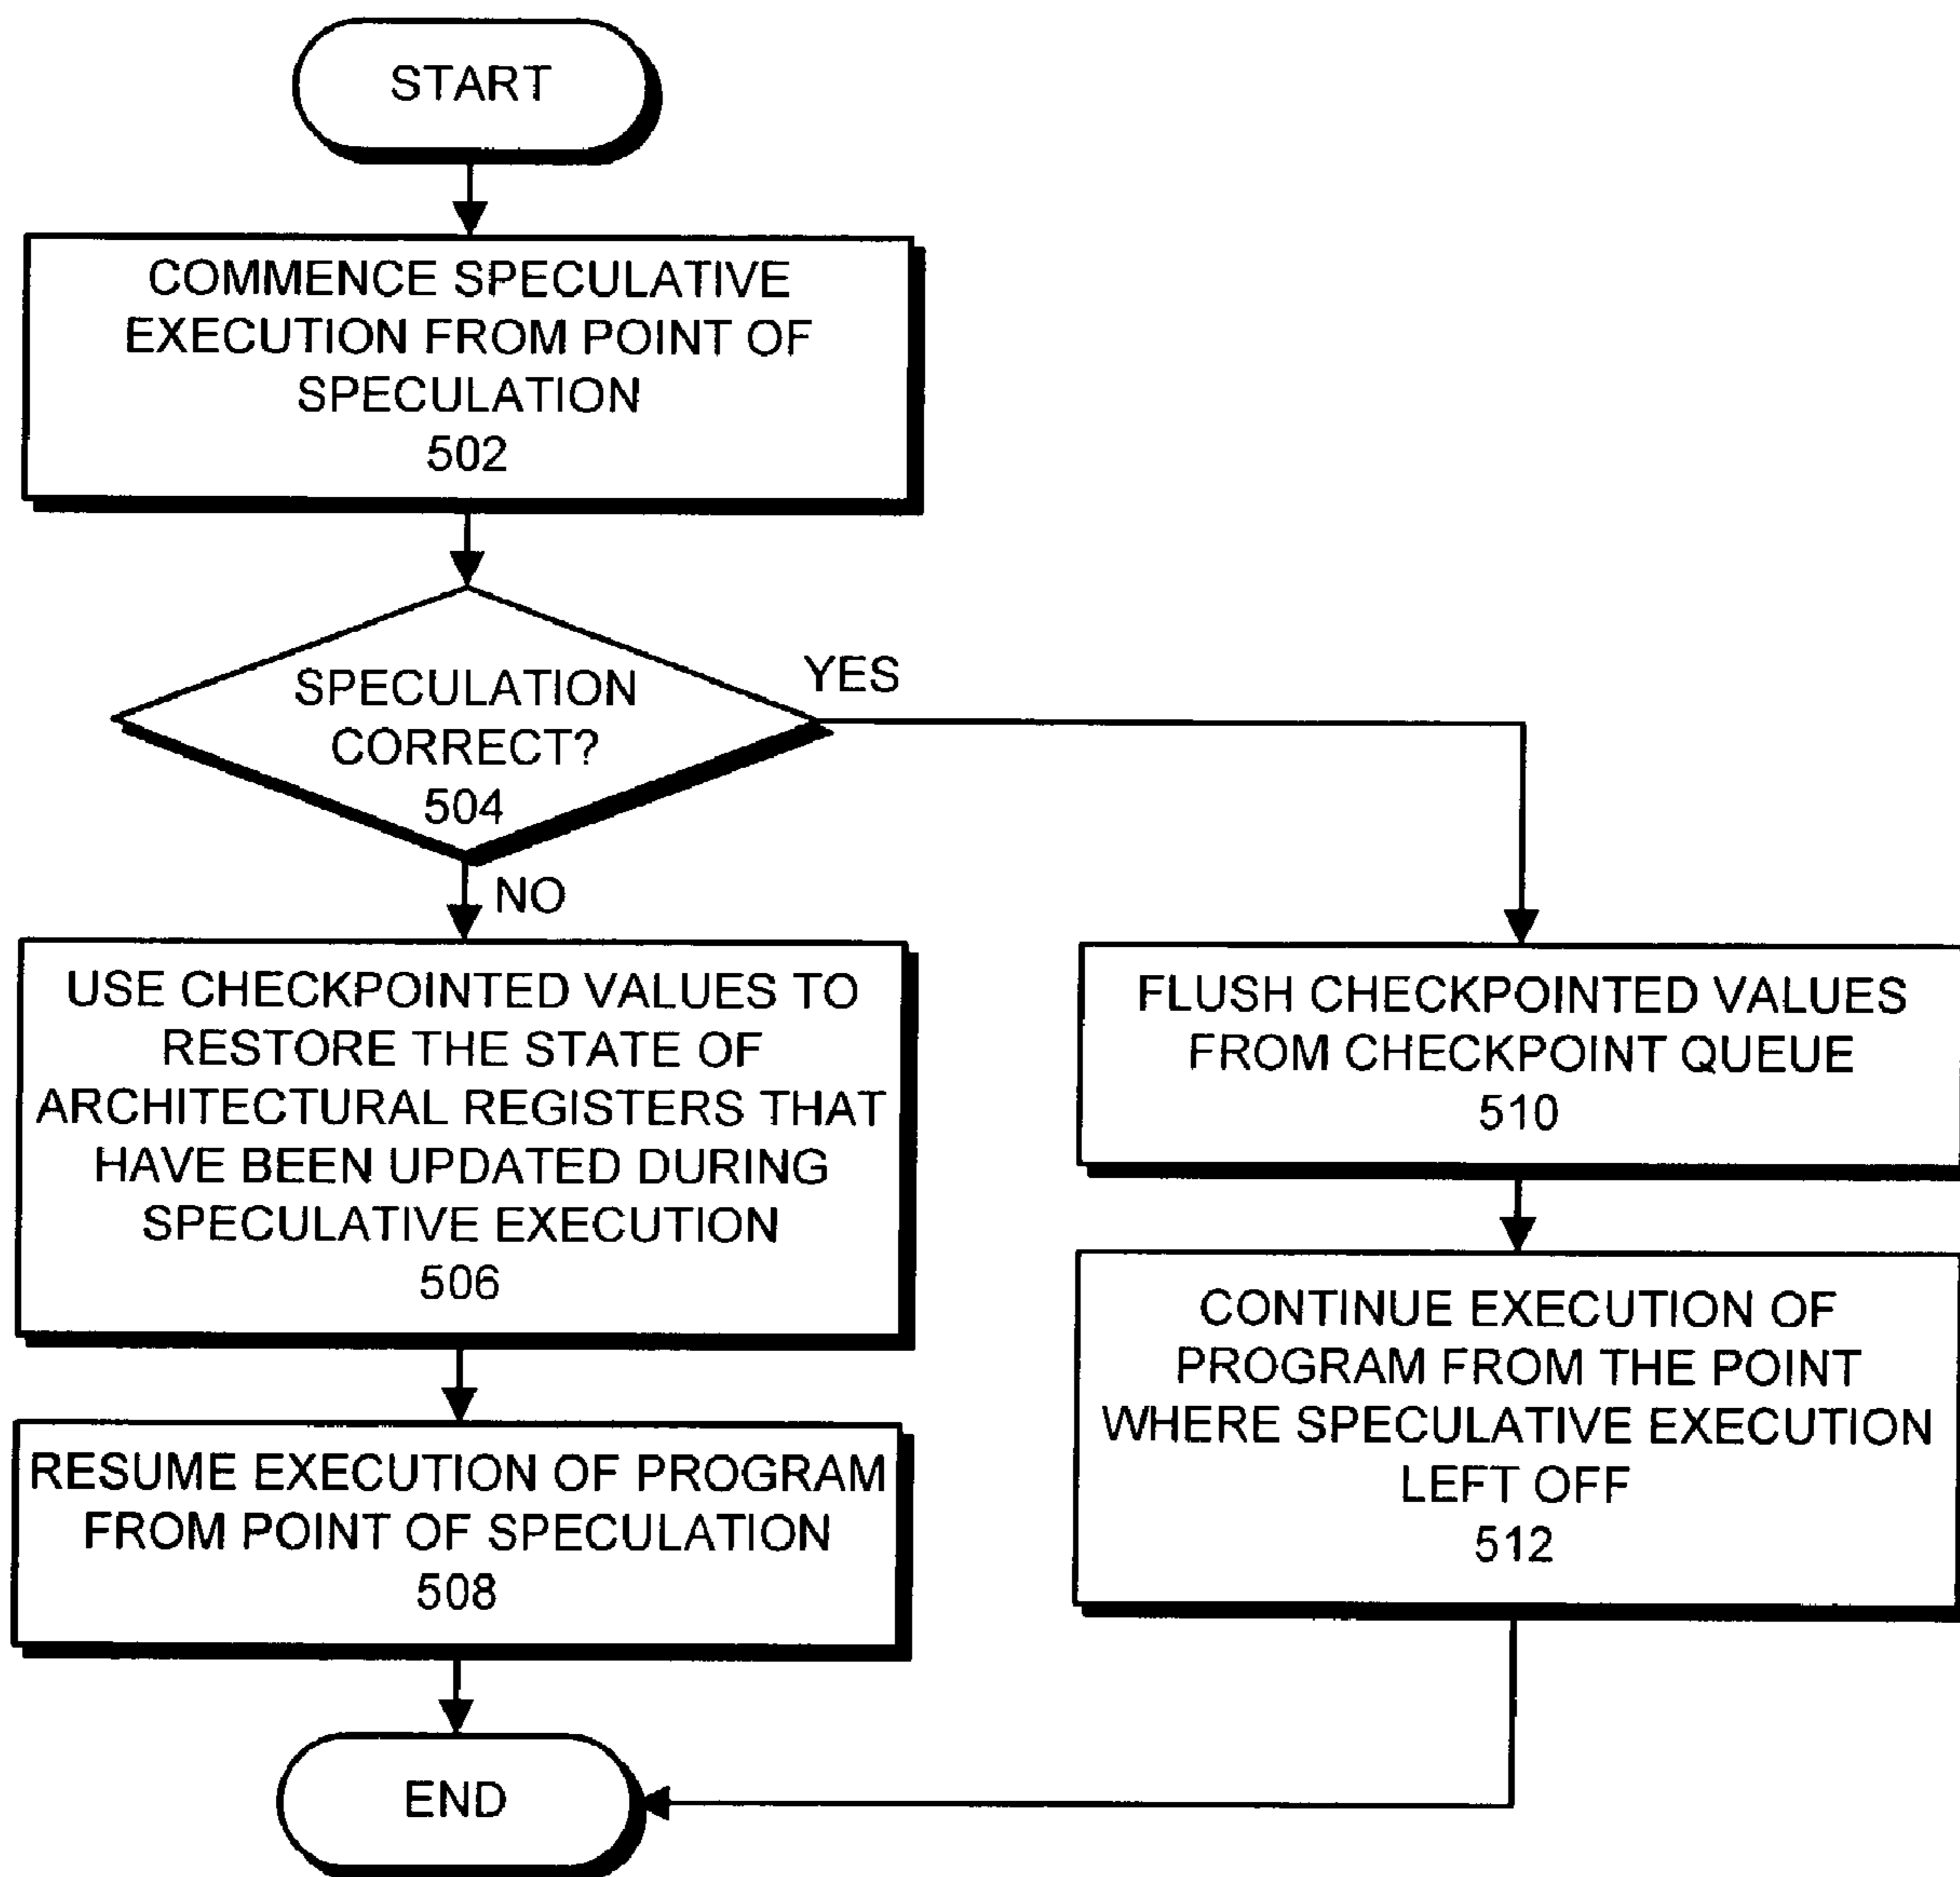 START
COMMENCE SPECULATIVE
EXECUTION FROM POINT OF
SPECULATION
502
SPECULATION
CORRECT?
504
YES
NO
USE CHECKPOINTED VALUES TO
RESTORE THE STATE OF
ARCHITECTURAL REGISTERS THAT
HAVE BEEN UPDATED DURING
SPECULATIVE EXECUTION
506
RESUME EXECUTION OF PROGRAM
FROM POINT OF SPECULATION
508
FLUSH CHECKPOINTED VALUES
FROM CHECKPOINT QUEUE
510
CONTINUE EXECUTION OF
PROGRAM FROM THE POINT
WHERE SPECULATIVE EXECUTION
LEFT OFF
512
END